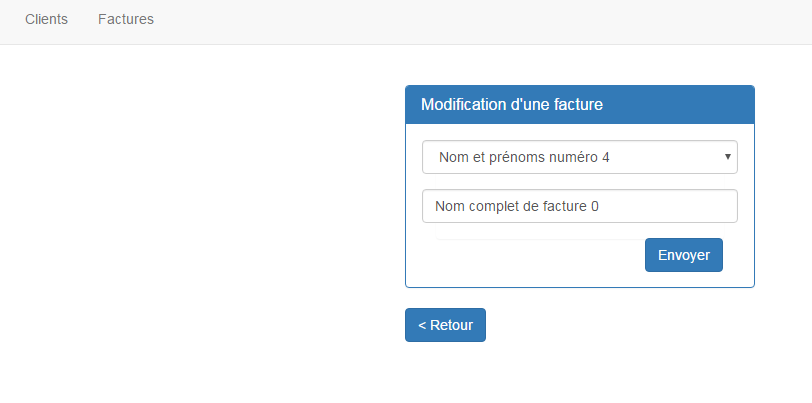 Clients Factures
Modification d'une facture
Nom et prénoms numéro 4
Nom complet de facture 0
Envoyer
< Retour